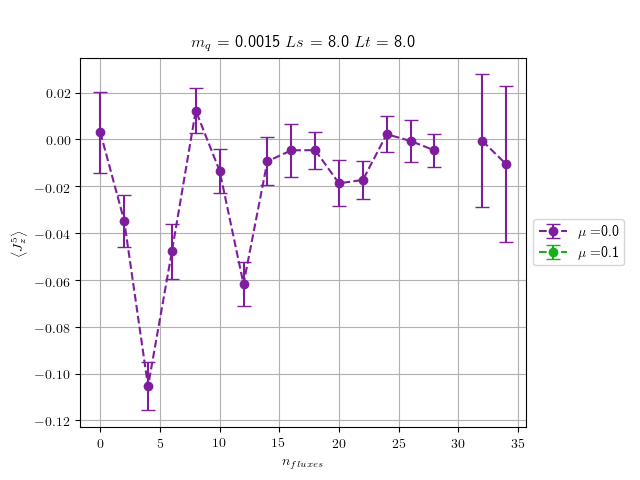 m_q = 0.0015 Ls = 8.0 Lt = 8.0
0.02
0.00
−0.02
−0.04
−0.06
−0.08
−0.10
−0.12
⟨J_z^5⟩
0 5 10 15 20 25 30 35
n_{fluxes}
μ =0.0
μ =0.1